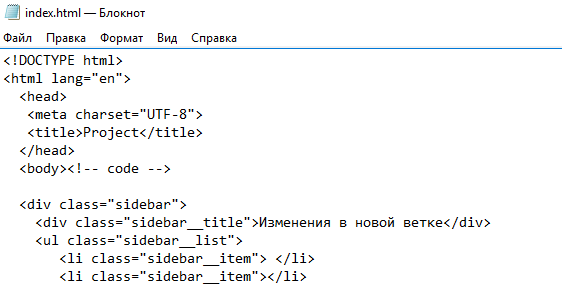 index.html — Блокнот
Файл Правка Формат Вид Справка
<!DOCTYPE html>
<html lang="en">
<head>
<meta charset="UTF-8">
<title>Project</title>
</head>
<body><!-- code -->
<div class="sidebar">
<div class="sidebar__title">Изменения в новой ветке</div>
<ul class="sidebar__list">
<li class="sidebar__item"> </li>
<li class="sidebar__item"></li>